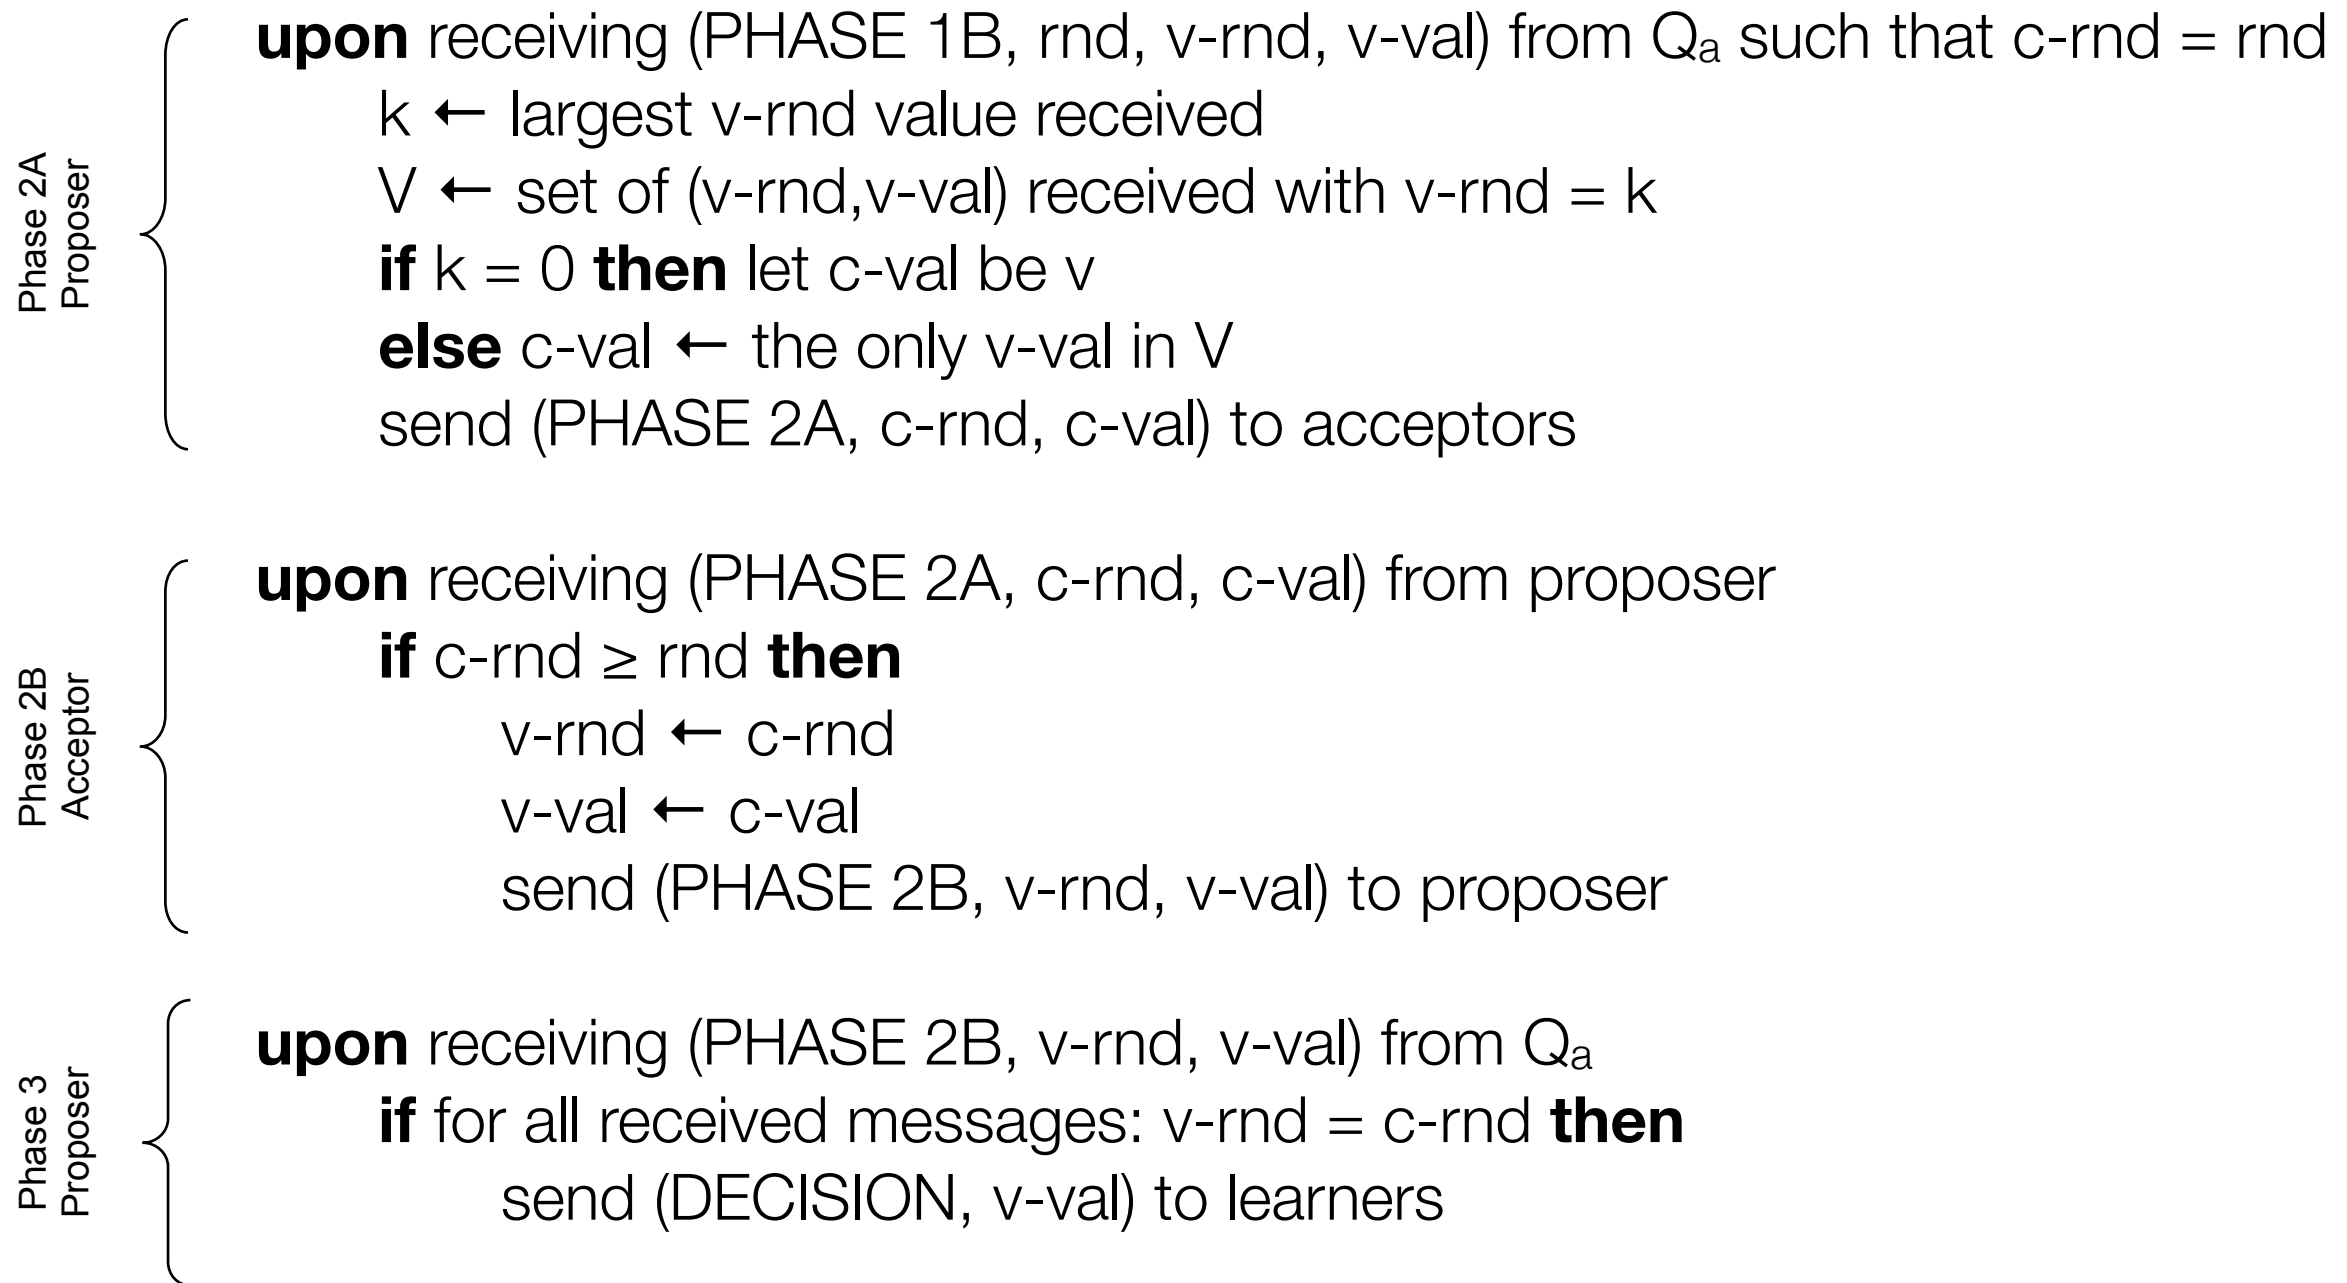 Phase 2A
Proposer
upon receiving (PHASE 1B, rnd, v-rnd, v-val) from Qₐ such that c-rnd = rnd
k ← largest v-rnd value received
V ← set of (v-rnd,v-val) received with v-rnd = k
if k = 0 then let c-val be v
else c-val ← the only v-val in V
send (PHASE 2A, c-rnd, c-val) to acceptors
Phase 2B
Acceptor
upon receiving (PHASE 2A, c-rnd, c-val) from proposer
if c-rnd ≥ rnd then
v-rnd ← c-rnd
v-val ← c-val
send (PHASE 2B, v-rnd, v-val) to proposer
Phase 3
Proposer
upon receiving (PHASE 2B, v-rnd, v-val) from Qₐ
if for all received messages: v-rnd = c-rnd then
send (DECISION, v-val) to learners